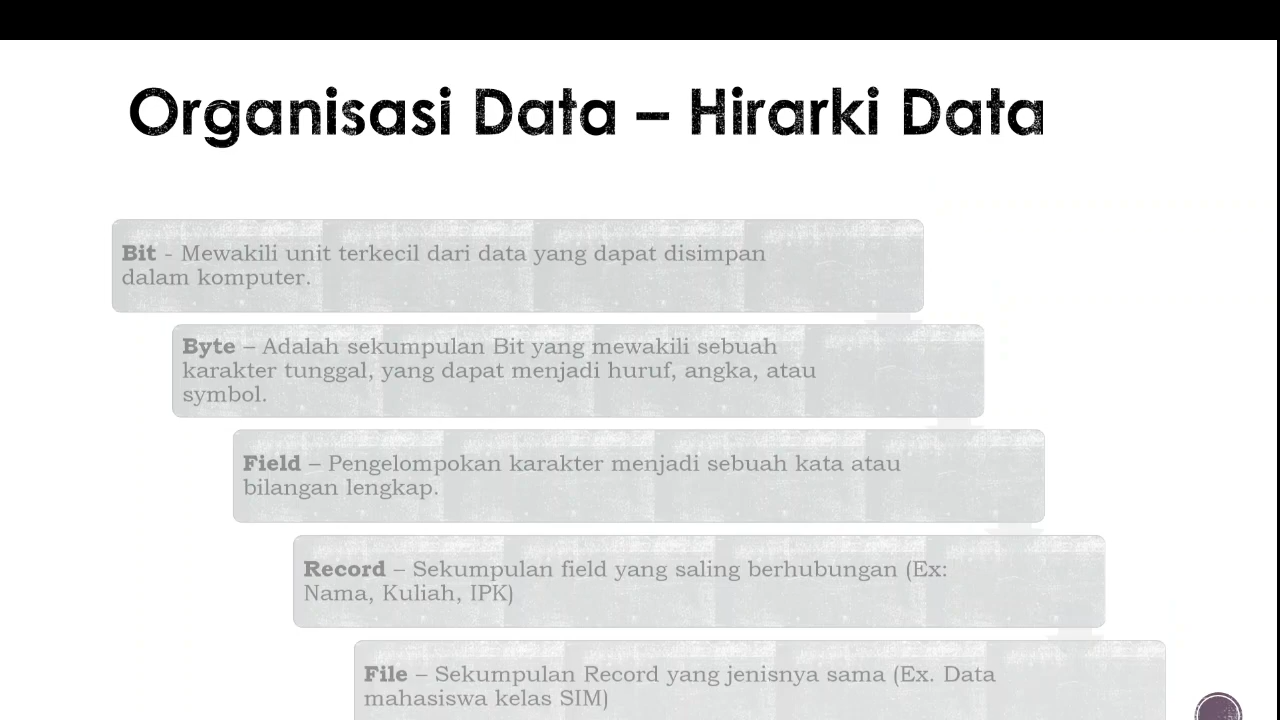 Organisasi Data – Hirarki Data
Bit - Mewakili unit terkecil dari data yang dapat disimpan
dalam komputer.
Byte – Adalah sekumpulan Bit yang mewakili sebuah
karakter tunggal, yang dapat menjadi huruf, angka, atau
symbol.
Field – Pengelompokan karakter menjadi sebuah kata atau
bilangan lengkap.
Record – Sekumpulan field yang saling berhubungan (Ex:
Nama, Kuliah, IPK)
File – Sekumpulan Record yang jenisnya sama (Ex. Data
mahasiswa kelas SIM)